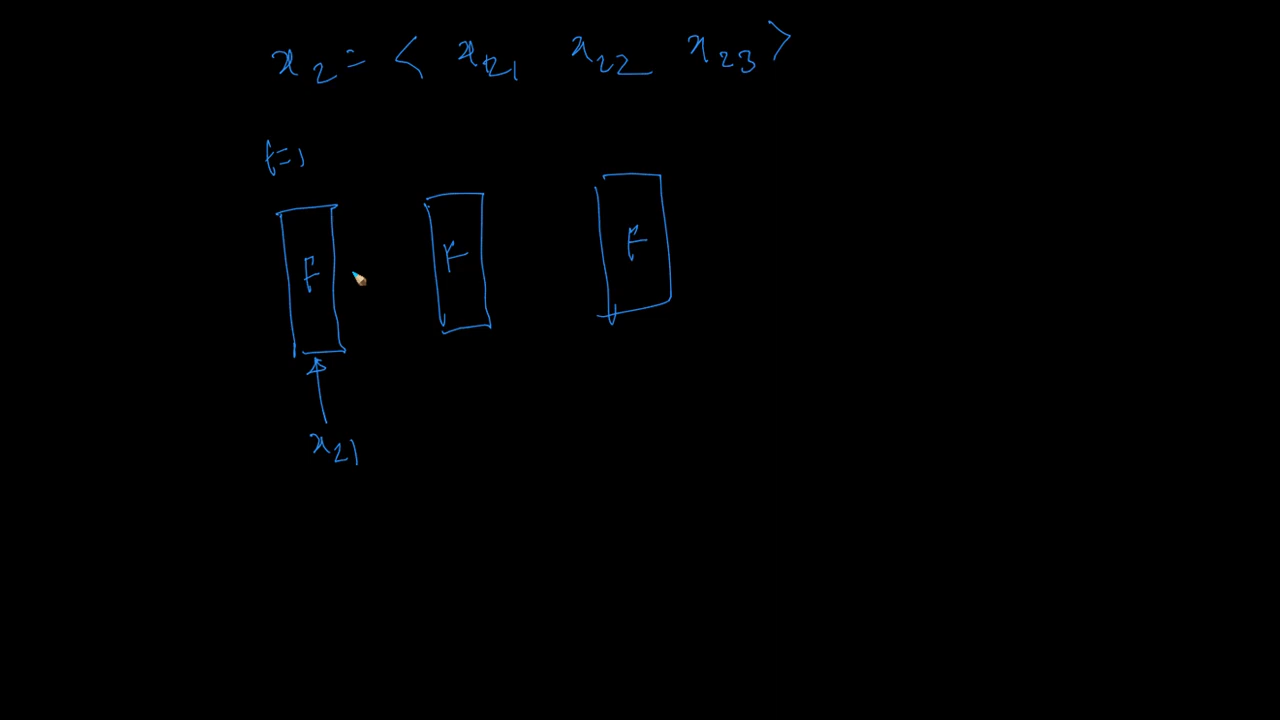 x₂ = < x₂₁ x₂₂ x₂₃ >
t=1
F F F
x₂₁